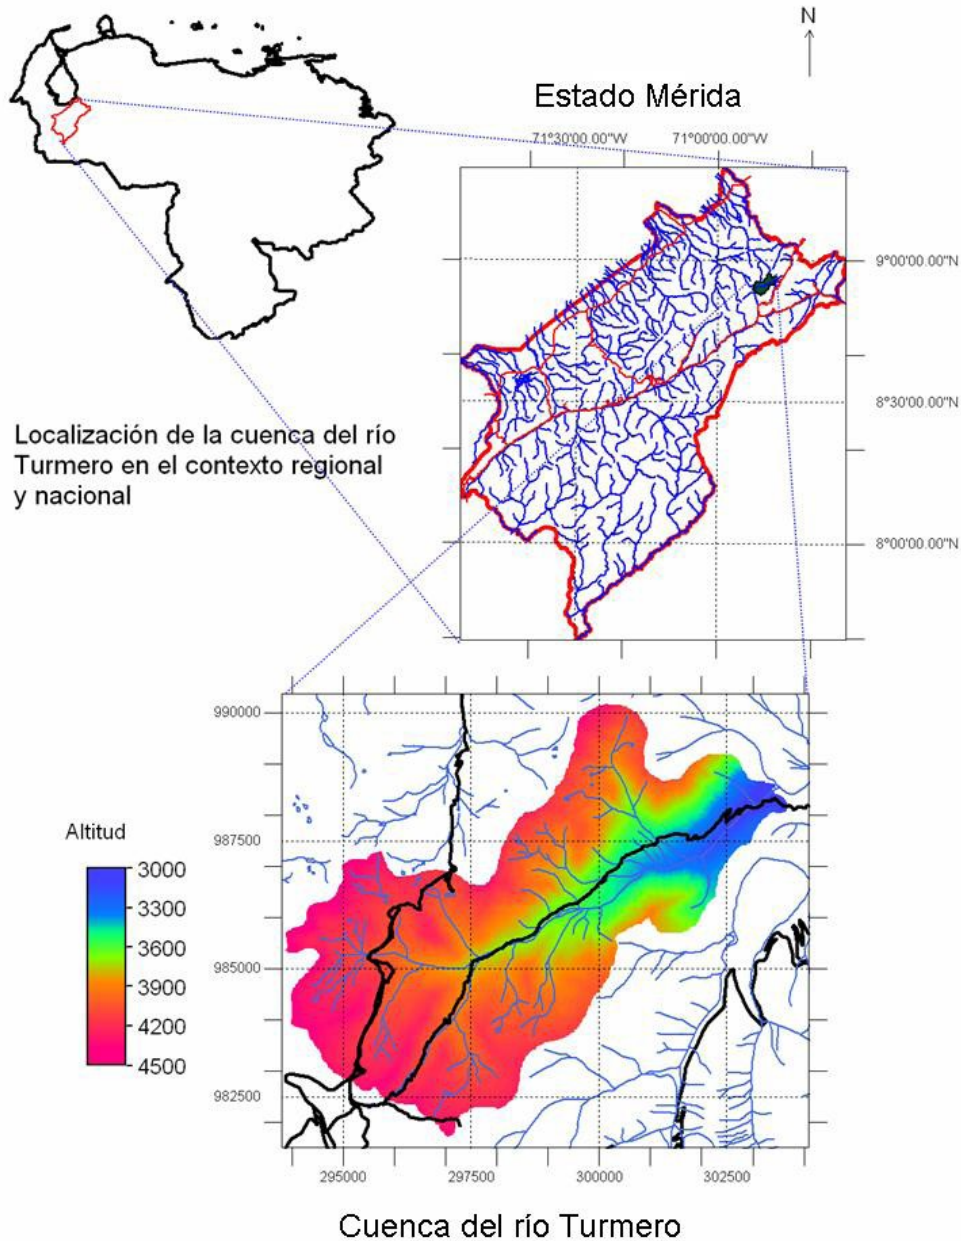 N
Estado Mérida
71°30'00.00"W
71°00'00.00"W
9°00'00.00"N
8°30'00.00"N
8°00'00.00"N
Localización de la cuenca del río
Turmero en el contexto regional
y nacional
990000
987500
985000
982500
Altitud
3000
3300
3600
3900
4200
4500
295000
297500
300000
302500
Cuenca del río Turmero